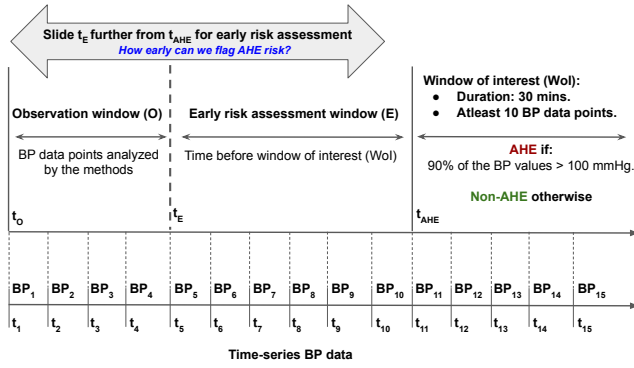 Slide tE further from tAHE for early risk assessment
How early can we flag AHE risk?
Window of interest (WoI):
● Duration: 30 mins.
● Atleast 10 BP data points.
Observation window (O)
Early risk assessment window (E)
BP data points analyzed
by the methods
Time before window of interest (WoI)
AHE if:
90% of the BP values > 100 mmHg.
Non-AHE otherwise
tO
tE
tAHE
BP1 BP2 BP3 BP4 BP5 BP6 BP7 BP8 BP9 BP10 BP11 BP12 BP13 BP14 BP15
t1 t2 t3 t4 t5 t6 t7 t8 t9 t10 t11 t12 t13 t14 t15
Time-series BP data